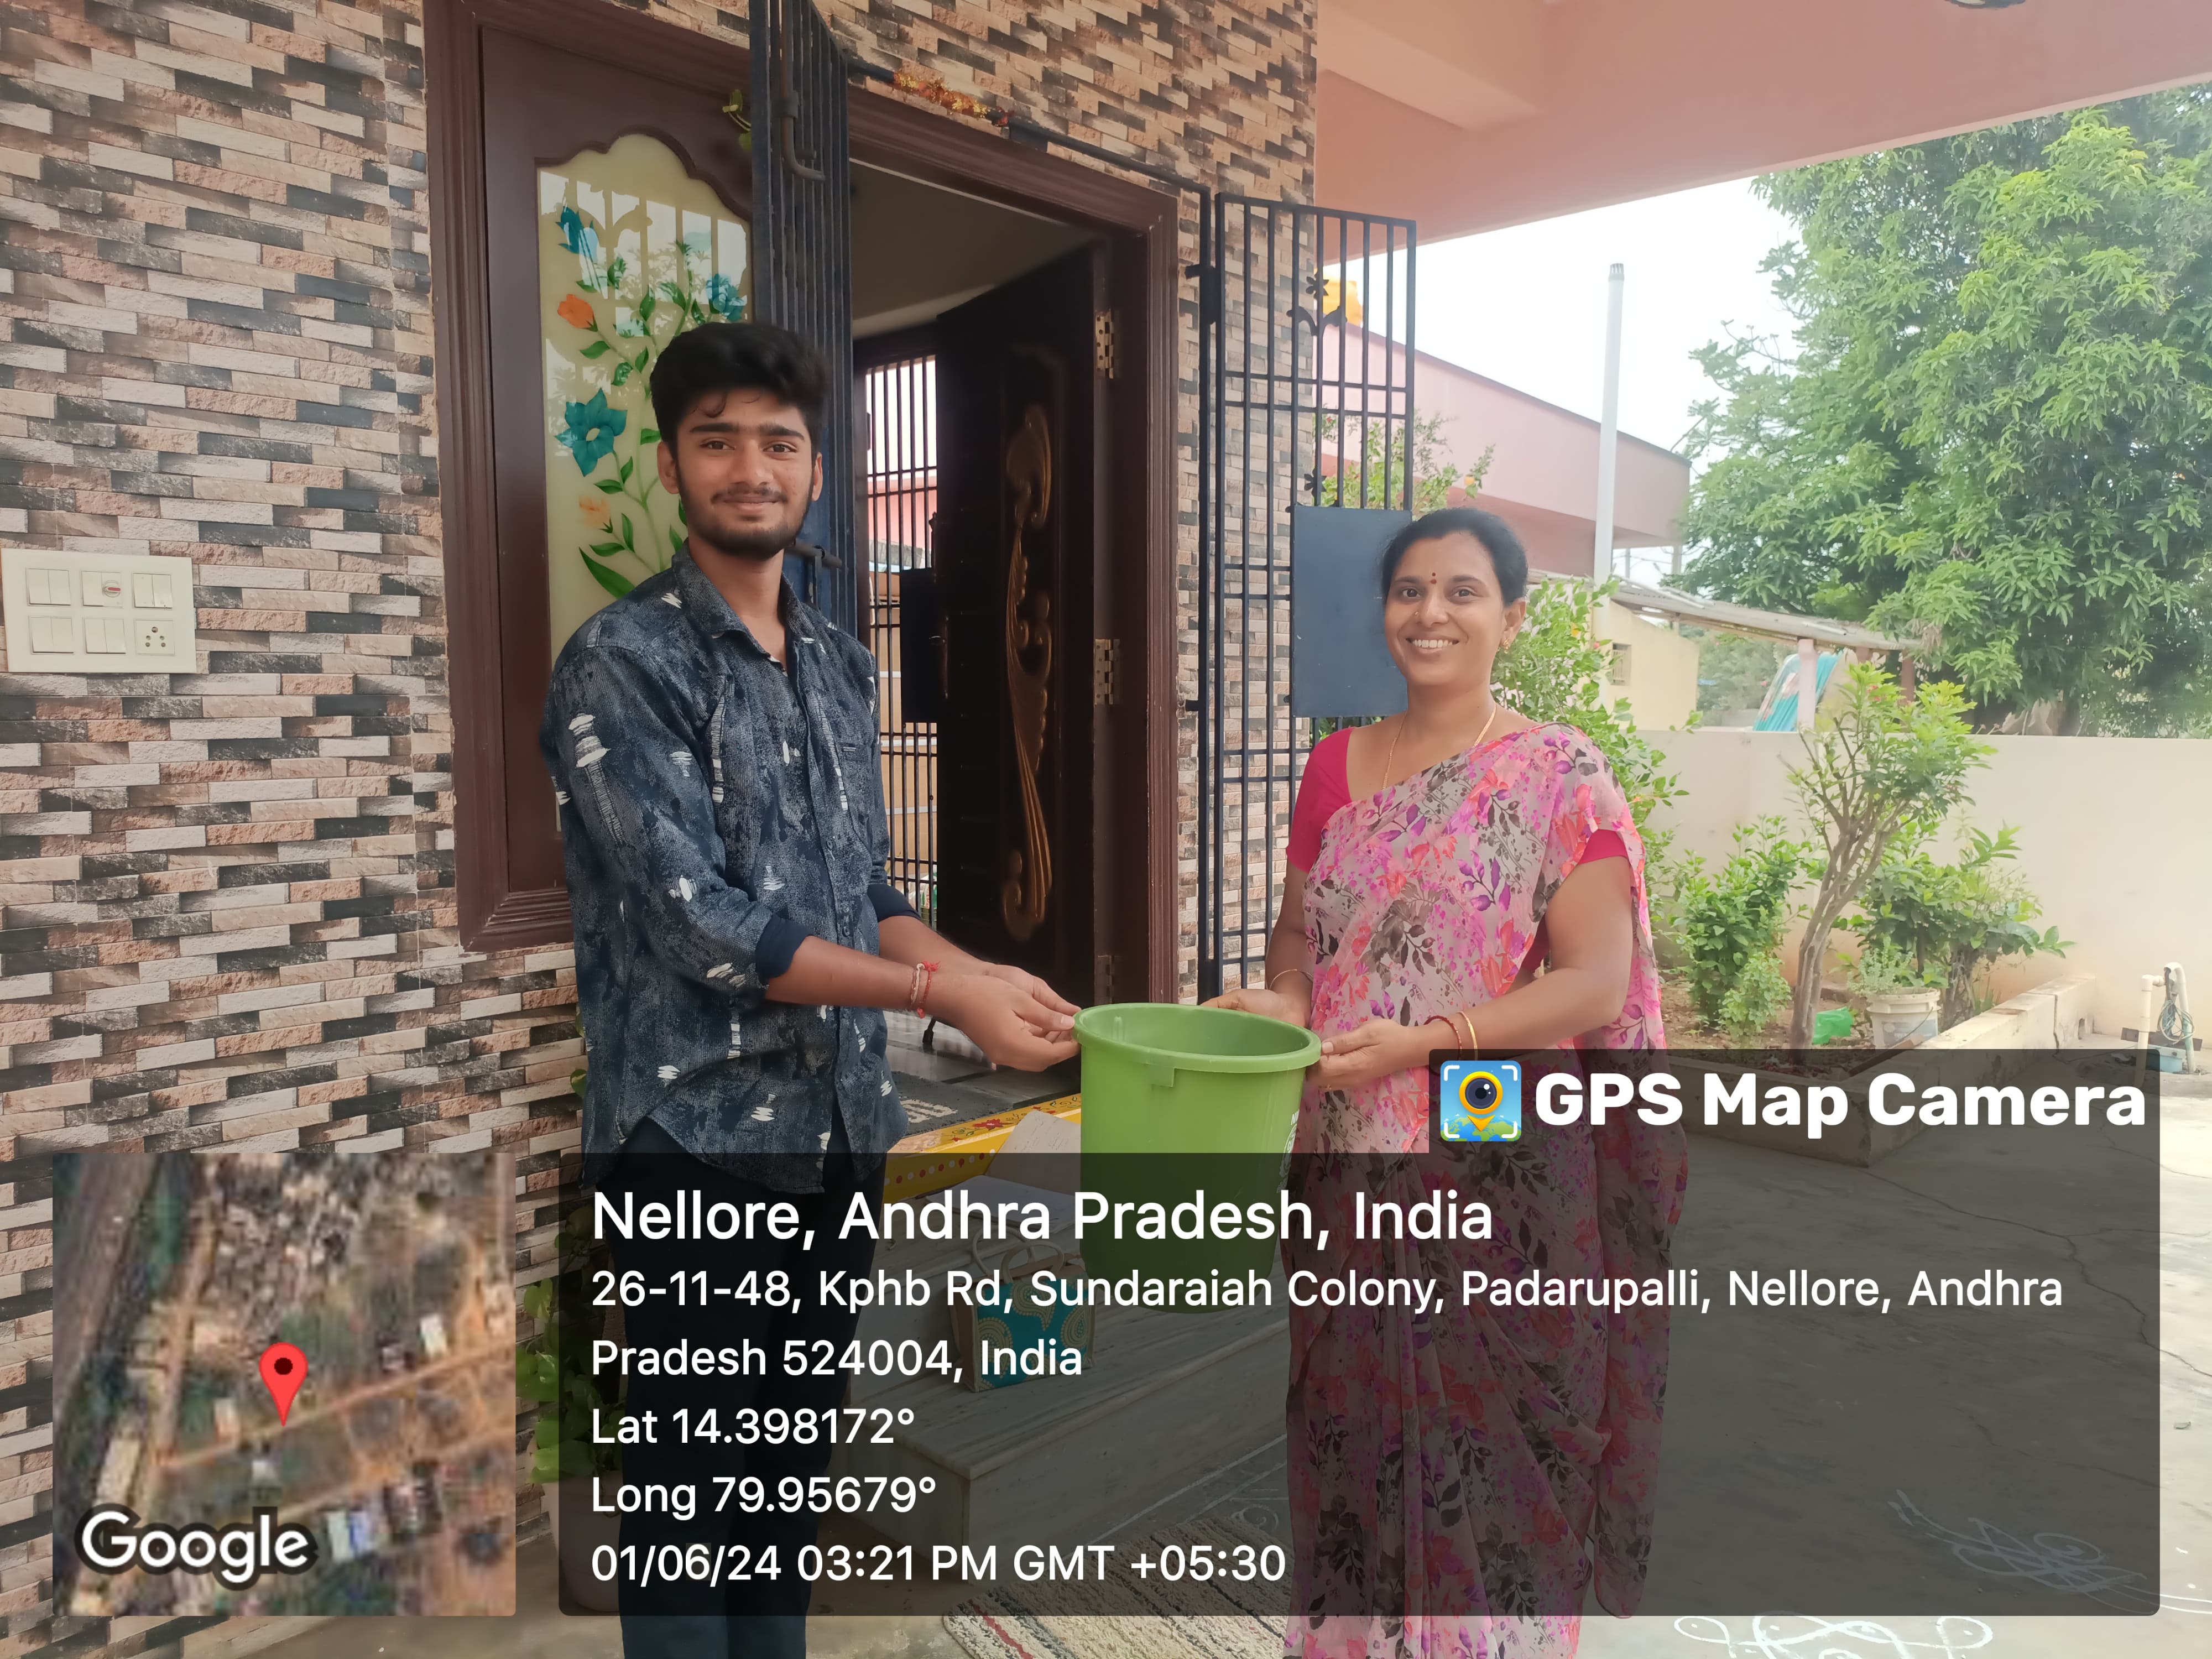 GPS Map Camera
Nellore, Andhra Pradesh, India
26-11-48, Kphb Rd, Sundaraiah Colony, Padarupalli, Nellore, Andhra
Pradesh 524004, India
Lat 14.398172°
Long 79.95679°
01/06/24 03:21 PM GMT +05:30
Google